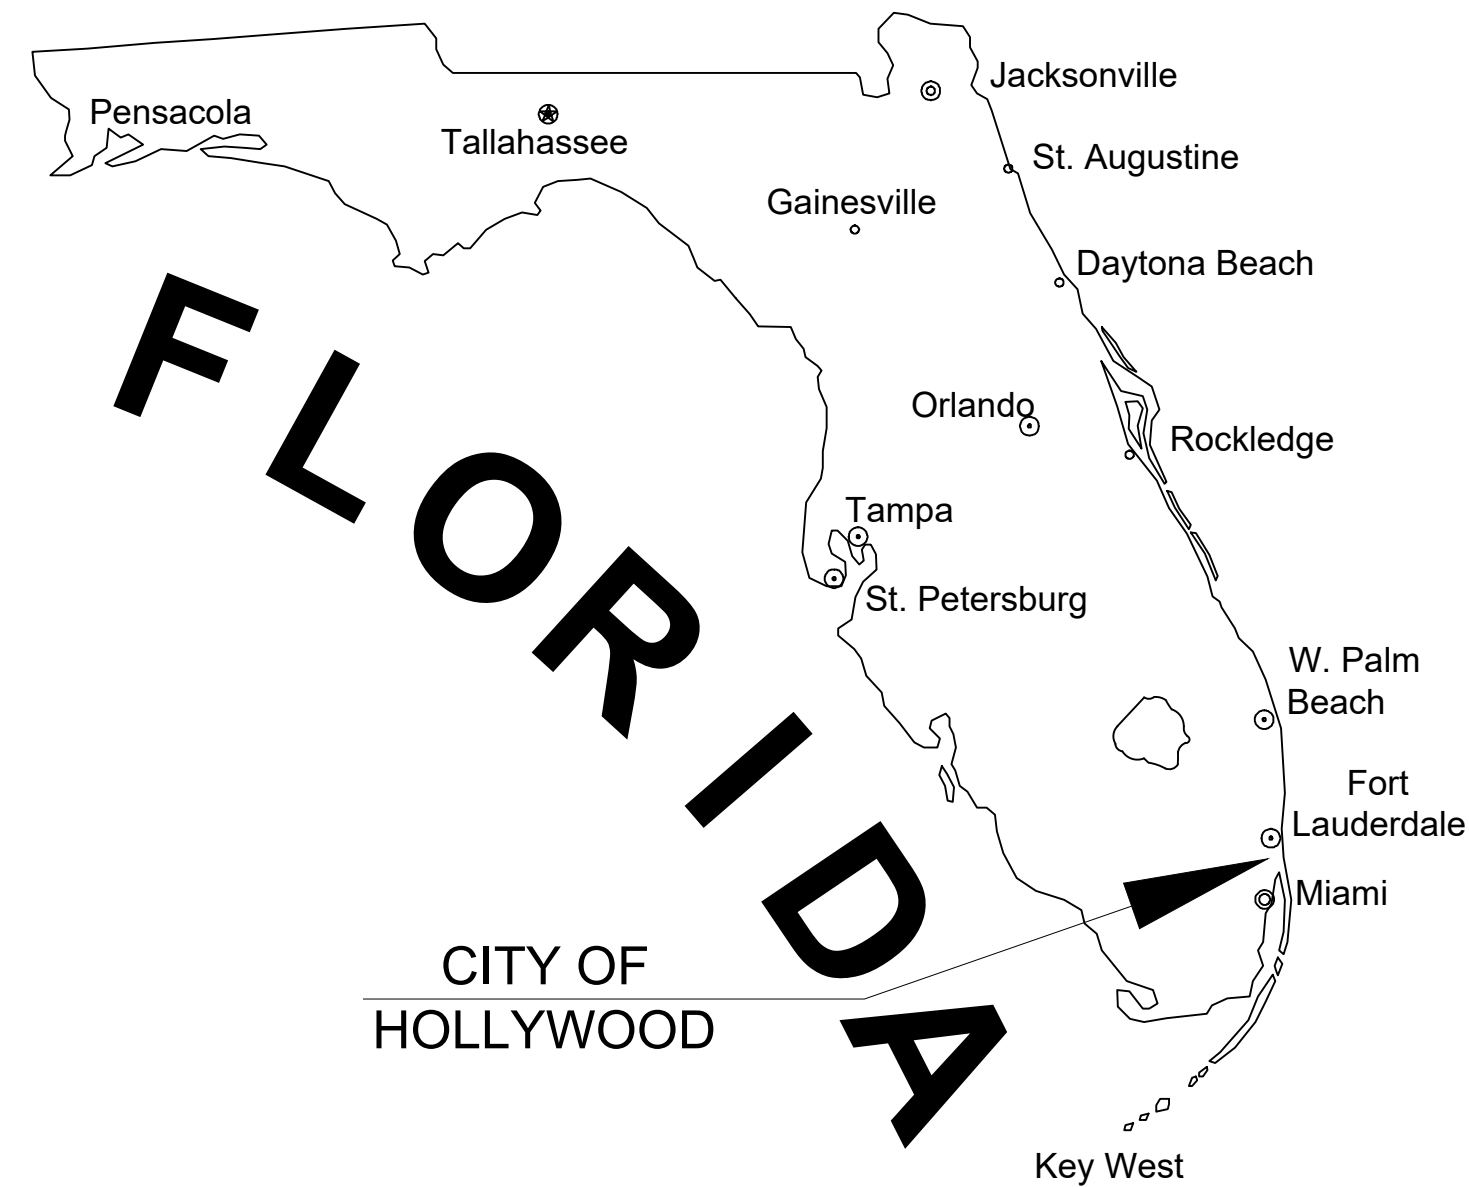 Jacksonville
Pensacola
Tallahassee
St. Augustine
Gainesville
Daytona Beach
FLORIDA
Orlando
Rockledge
Tampa
St. Petersburg
W. Palm
Beach
Fort
Lauderdale
Miami
CITY OF
HOLLYWOOD
Key West